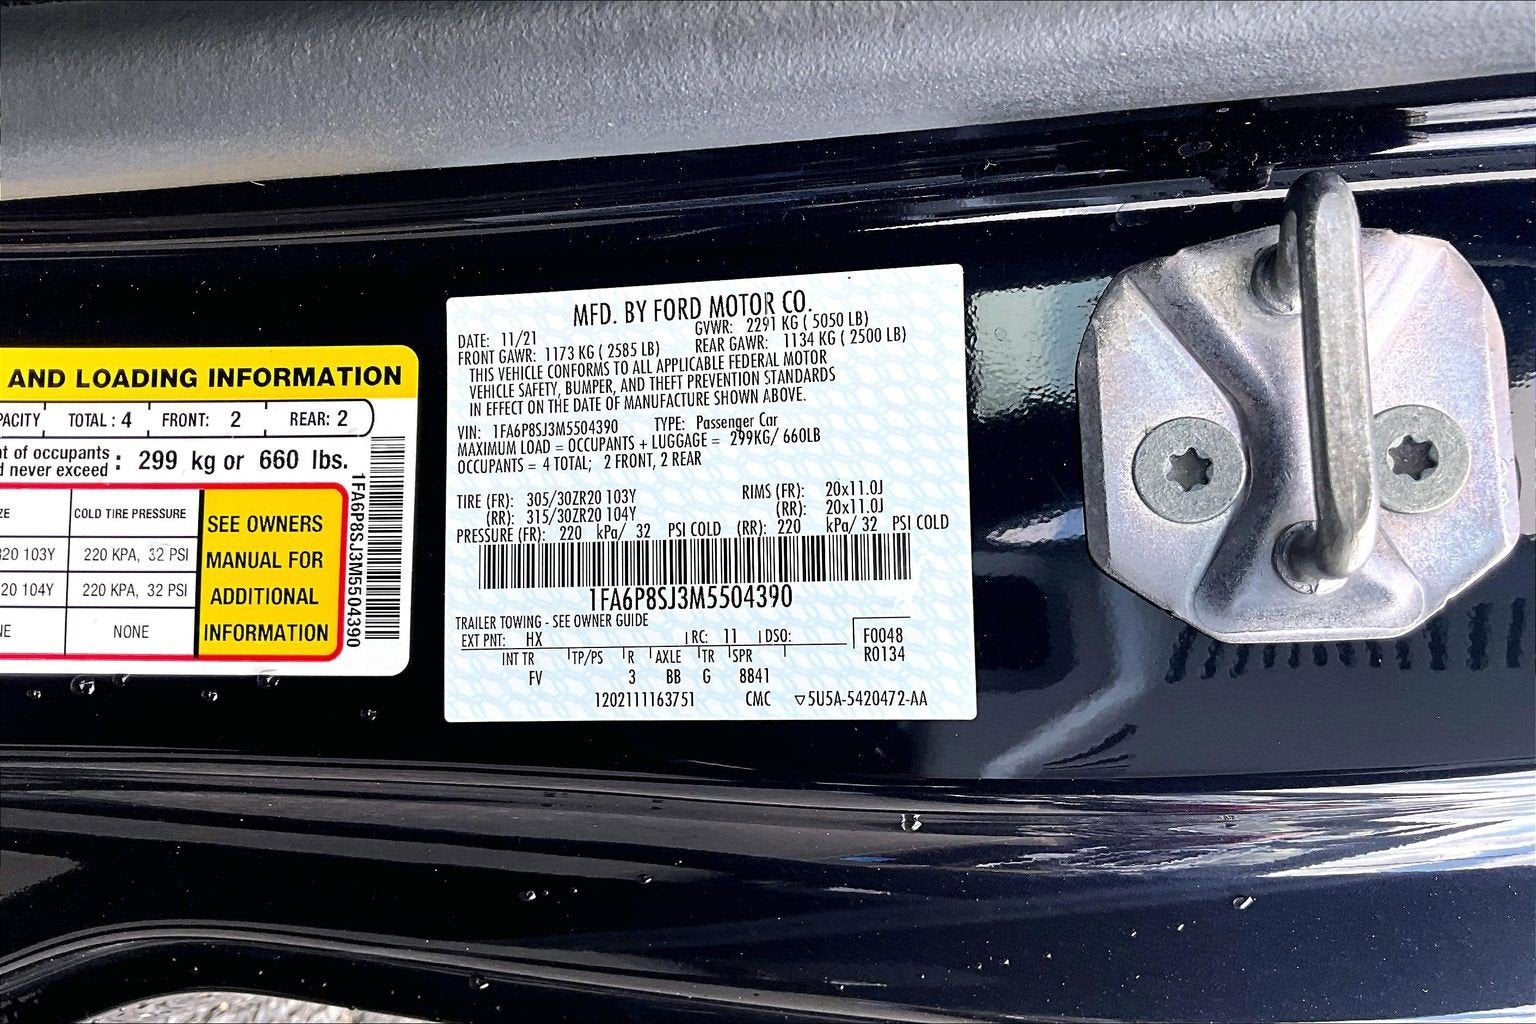 AND LOADING INFORMATION
PACITY TOTAL: 4 FRONT: 2 REAR: 2
t of occupants
d never exceed : 299 kg or 660 lbs.
ZE COLD TIRE PRESSURE
R20 103Y 220 KPA, 32 PSI
20 104Y 220 KPA, 32 PSI
NE NONE
SEE OWNERS
MANUAL FOR
ADDITIONAL
INFORMATION
1FA6P8SJ3M5504390
MFD. BY FORD MOTOR CO.
DATE: 11/21 GVWR: 2291 KG ( 5050 LB)
FRONT GAWR: 1173 KG ( 2585 LB) REAR GAWR: 1134 KG ( 2500 LB)
THIS VEHICLE CONFORMS TO ALL APPLICABLE FEDERAL MOTOR
VEHICLE SAFETY, BUMPER, AND THEFT PREVENTION STANDARDS
IN EFFECT ON THE DATE OF MANUFACTURE SHOWN ABOVE.
VIN: 1FA6P8SJ3M5504390 TYPE: Passenger Car
MAXIMUM LOAD = OCCUPANTS + LUGGAGE = 299KG/ 660LB
OCCUPANTS = 4 TOTAL; 2 FRONT, 2 REAR
TIRE (FR): 305/30ZR20 103Y RIMS (FR): 20x11.0J
(RR): 315/30ZR20 104Y (RR): 20x11.0J
PRESSURE (FR): 220 kPa/ 32 PSI COLD (RR): 220 kPa/ 32 PSI COLD
1FA6P8SJ3M5504390
TRAILER TOWING - SEE OWNER GUIDE
EXT PNT: HX RC: 11 DSO: F0048
R0134
INT TR TP/PS R AXLE TR SPR
FV 3 BB G 8841
1202111163751 CMC ▽5U5A-5420472-AA